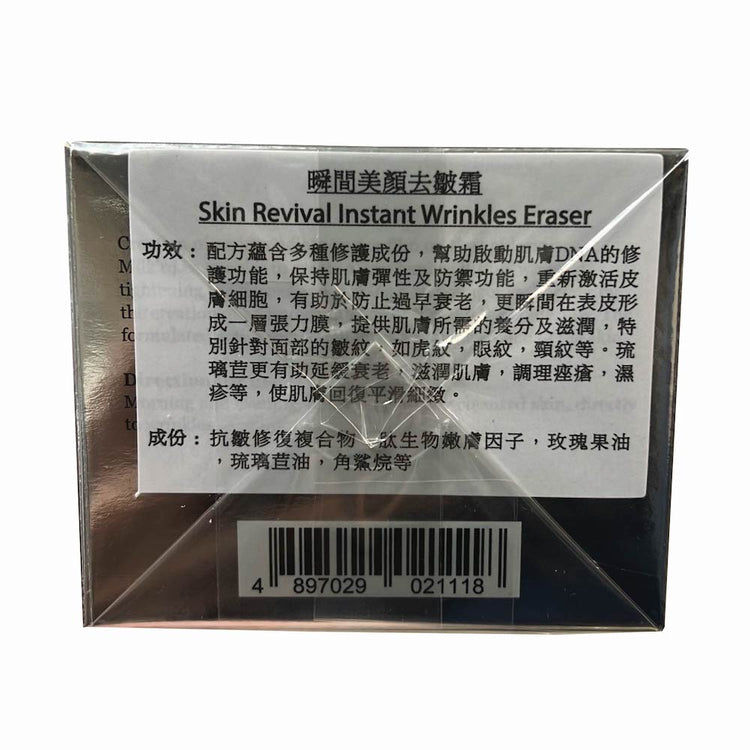 瞬間美顏去皺霜
Skin Revival Instant Wrinkles Eraser
功效：配方蘊含多種修護成份，幫助啟動肌膚DNA的修
護功能，保持肌膚彈性及防禦功能，重新激活皮
膚細胞，有助於防止過早衰老，更瞬間在表皮形
成一層張力膜，提供肌膚所需的養分及滋潤，特
別針對面部的皺紋，如虎紋，眼紋，頸紋等。琉
璃苣更有助延緩衰老，滋潤肌膚，調理痤瘡，濕
疹等，使肌膚回復平滑細致。
成份：抗皺修復複合物，肽生物嫩膚因子，玫瑰果油
，琉璃苣油，角鯊烷等
4 897029 021118